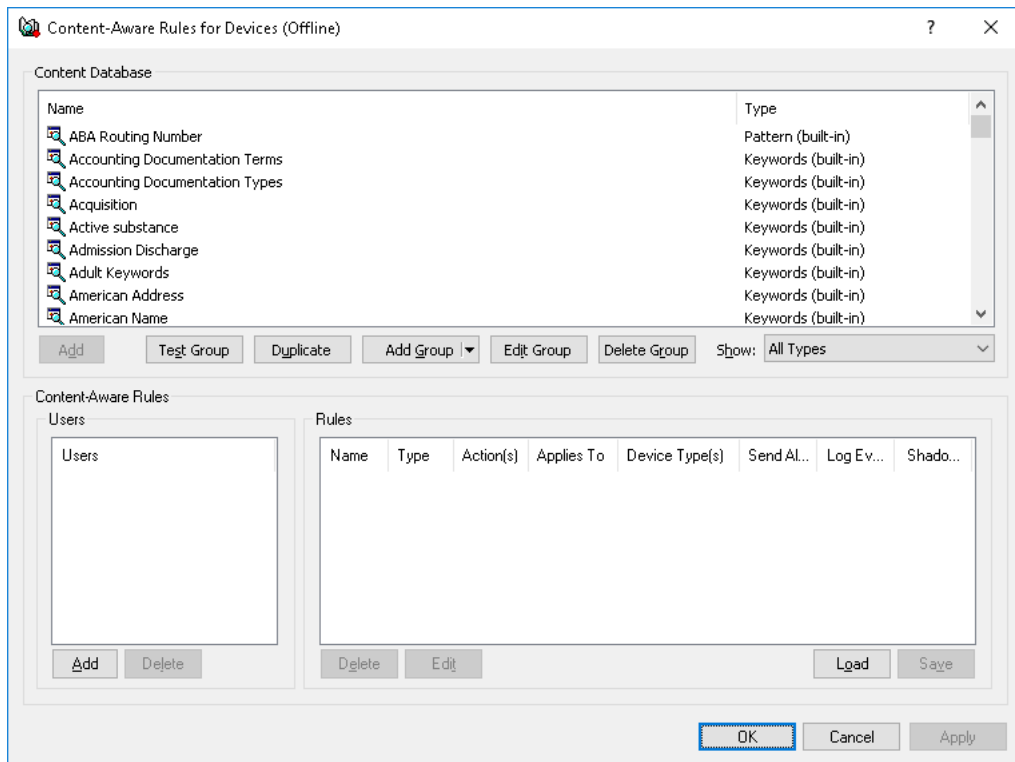 Content-Aware Rules for Devices (Offline)
Content Database
Name Type
ABA Routing Number Pattern (built-in)
Accounting Documentation Terms Keywords (built-in)
Accounting Documentation Types Keywords (built-in)
Acquisition Keywords (built-in)
Active substance Keywords (built-in)
Admission Discharge Keywords (built-in)
Adult Keywords Keywords (built-in)
American Address Keywords (built-in)
American Name Keywords (built-in)
Add Test Group Duplicate Add Group Edit Group Delete Group Show: All Types
Content-Aware Rules
Users Rules
Users Name Type Action(s) Applies To Device Type(s) Send Al... Log Ev... Shado...
Add Delete Delete Edit Load Save
OK Cancel Apply